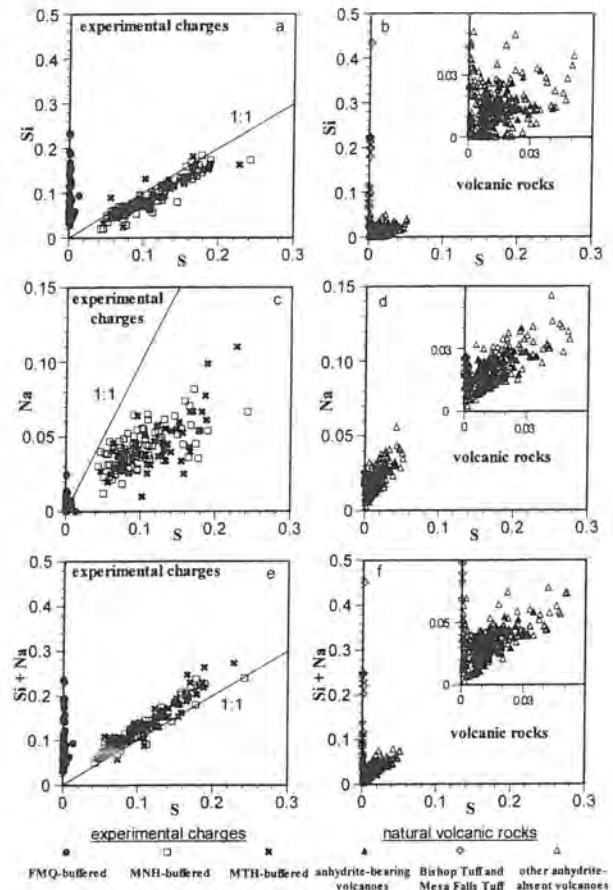 experimental charges a
1:1
Si
0.5
0.4
0.3
0.2
0.1
0
0 0.1 0.2 0.3
S
b
Si
0.5
0.4
0.3
0.2
0.1
0
0 0.1 0.2 0.3
S
0.03
0
0 0.03
volcanic rocks
experimental charges c
1:1
Na
0.15
0.10
0.05
0
0 0.1 0.2 0.3
S
d
Na
0.15
0.10
0.05
0
0 0.1 0.2 0.3
S
0.03
0
0 0.03
volcanic rocks
experimental charges e
1:1
Si + Na
0.5
0.4
0.3
0.2
0.1
0
0 0.1 0.2 0.3
S
f
Si + Na
0.5
0.4
0.3
0.2
0.1
0
0 0.1 0.2 0.3
S
0.05
0
0 0.03
volcanic rocks
experimental charges
FMQ-buffered MNH-buffered MTH-buffered
natural volcanic rocks
anhydrite-bearing volcanoes
Bishop Tuff and Mesa Falls Tuff
other anhydrite-absent volcanoes